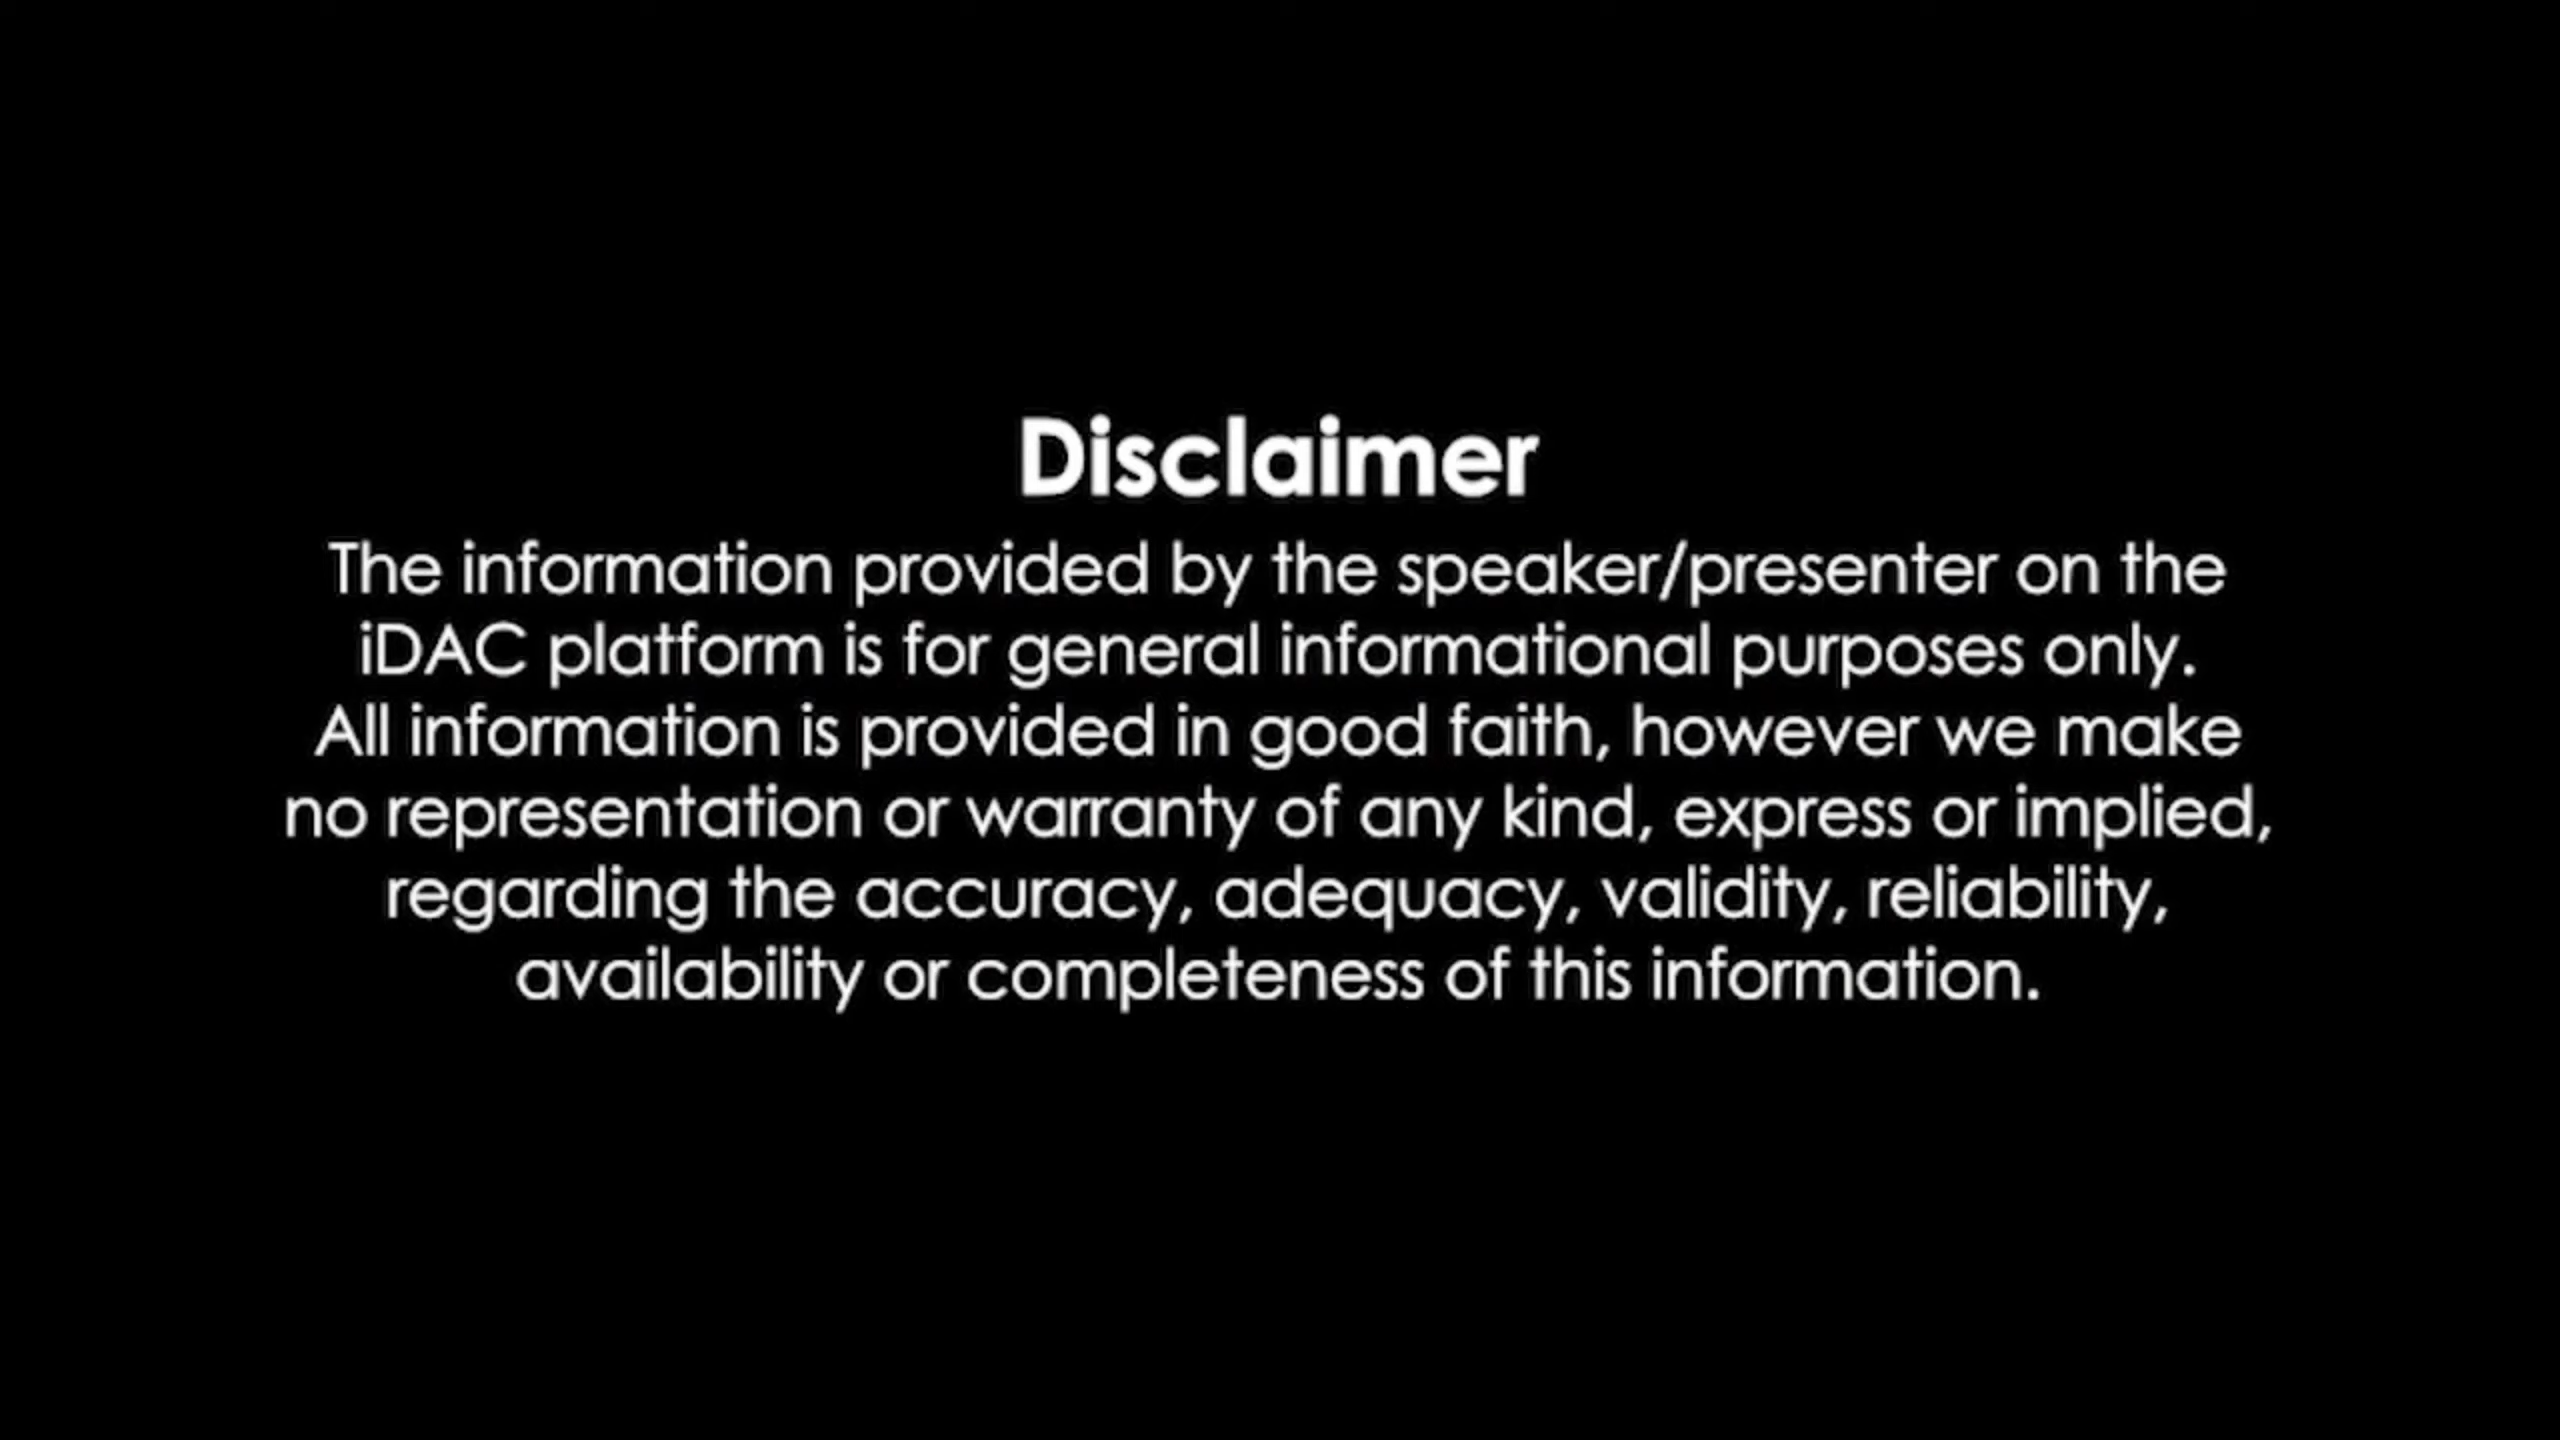 Disclaimer
The information provided by the speaker/presenter on the
iDAC platform is for general informational purposes only.
All information is provided in good faith, however we make
no representation or warranty of any kind, express or implied,
regarding the accuracy, adequacy, validity, reliability,
availability or completeness of this information.